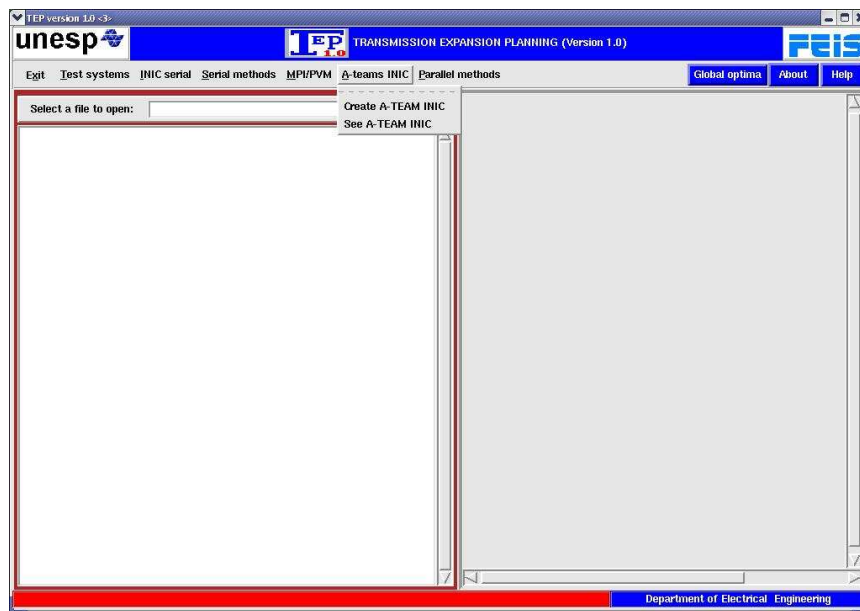 TEP version 1.0 <3>
unesp
TEP 1.0
TRANSMISSION EXPANSION PLANNING (Version 1.0)
FEIS
Exit Test systems INIC serial Serial methods MPI/PVM A-teams INIC Parallel methods Global optima About Help
Select a file to open:
Create A-TEAM INIC
See A-TEAM INIC
Department of Electrical Engineering